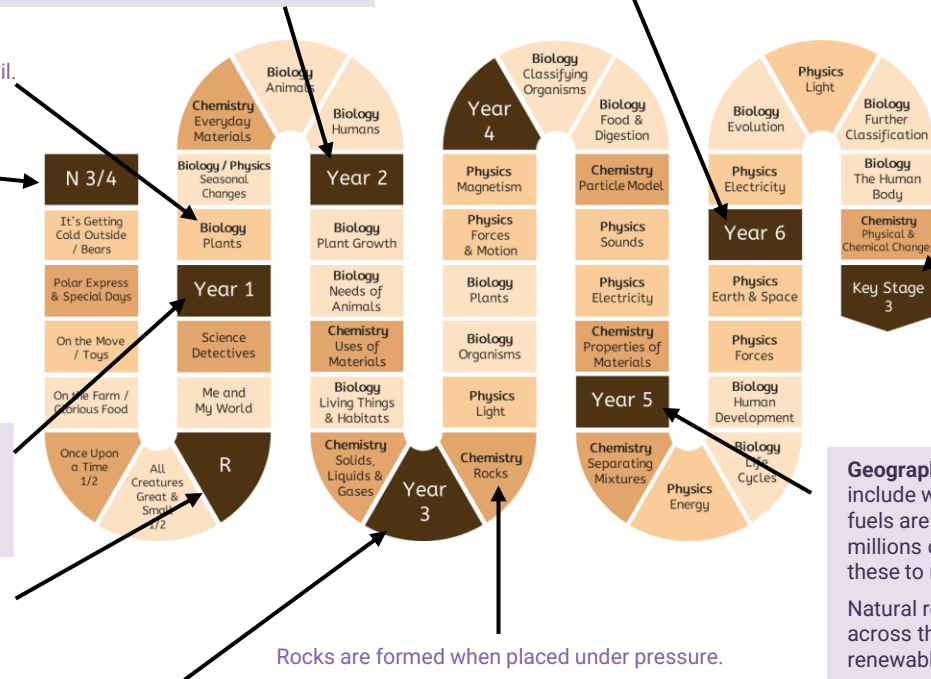 il.
N 3/4
It's Getting
Cold Outside
/ Bears
Polar Express
& Special Days
On the Move
/ Toys
On the Farm /
Glorious Food
Once Upon
a Time
1/2
All
Creatures
Great &
Small
1/2
R
Me and
My World
Science
Detectives
Year 1
Biology
Plants
Biology / Physics
Seasonal
Changes
Chemistry
Everyday
Materials
Biology
Animals
Biology
Humans
Year 2
Biology
Plant Growth
Biology
Needs of
Animals
Chemistry
Uses of
Materials
Biology
Living Things
& Habitats
Chemistry
Solids,
Liquids &
Gases
Year
3
Chemistry
Rocks
Physics
Light
Biology
Organisms
Biology
Plants
Physics
Forces
& Motion
Physics
Magnetism
Year
4
Biology
Classifying
Organisms
Biology
Food &
Digestion
Chemistry
Particle Model
Physics
Sounds
Physics
Electricity
Chemistry
Properties of
Materials
Year 5
Chemistry
Separating
Mixtures
Physics
Energy
Biology
Life
Cycles
Biology
Human
Development
Physics
Forces
Physics
Earth & Space
Year 6
Physics
Electricity
Biology
Evolution
Physics
Light
Biology
Further
Classification
Biology
The Human
Body
Chemistry
Physical &
Chemical Changes
Key Stage
3
Rocks are formed when placed under pressure.
Geograph
include w
fuels are
millions o
these to r
Natural re
across th
renewabl